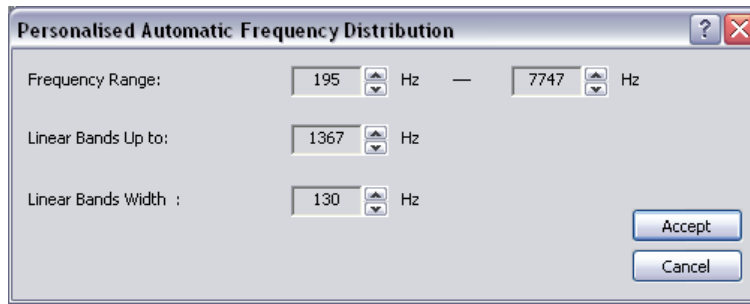 Personalised Automatic Frequency Distribution ?
Frequency Range: 195 Hz — 7747 Hz
Linear Bands Up to: 1367 Hz
Linear Bands Width : 130 Hz
Accept
Cancel